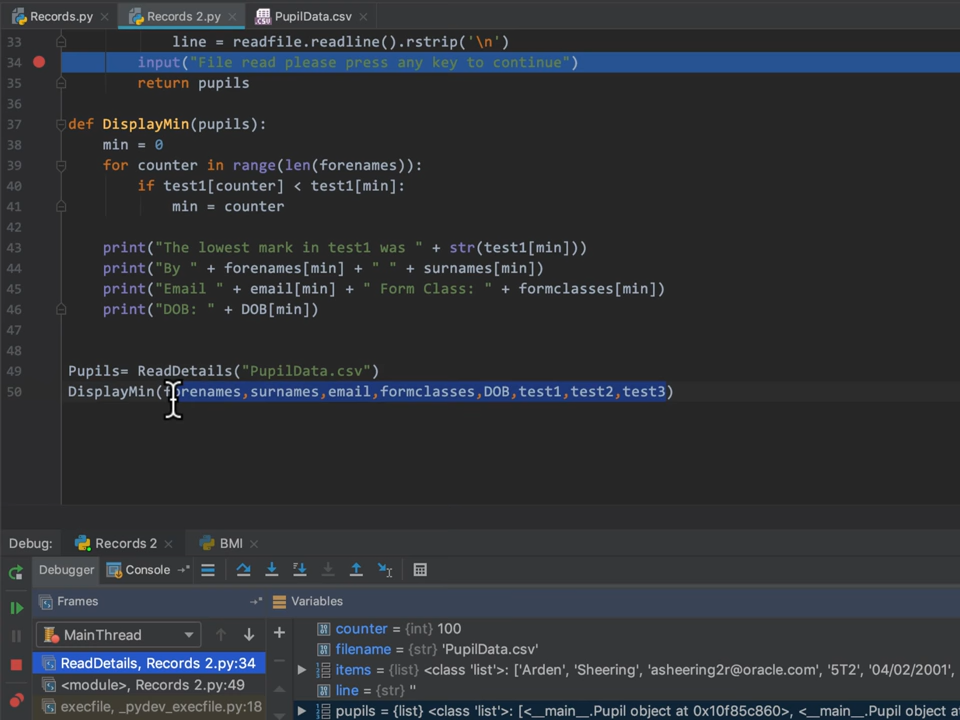 Records.py Records 2.py PupilData.csv
33 line = readfile.readline().rstrip('\n')
34 input("File read please press any key to continue")
35 return pupils
36
37 def DisplayMin(pupils):
38 min = 0
39 for counter in range(len(forenames)):
40 if test1[counter] < test1[min]:
41 min = counter
42
43 print("The lowest mark in test1 was " + str(test1[min]))
44 print("By " + forenames[min] + " " + surnames[min])
45 print("Email " + email[min] + " Form Class: " + formclasses[min])
46 print("DOB: " + DOB[min])
47
48
49 Pupils= ReadDetails("PupilData.csv")
50 DisplayMin(forenames,surnames,email,formclasses,DOB,test1,test2,test3)
Debug: Records 2 BMI
Debugger Console
Frames Variables
MainThread
counter = {int} 100
filename = {str} 'PupilData.csv'
ReadDetails, Records 2.py:34
items = {list} <class 'list'>: ['Arden', 'Sheering', 'asheering2r@oracle.com', '5T2', '04/02/2001',
<module>, Records 2.py:49
line = {str} ''
execfile, _pydev_execfile.py:18
pupils = {list} <class 'list'>: [<__main__.Pupil object at 0x10f85c860>, <__main__.Pupil object a